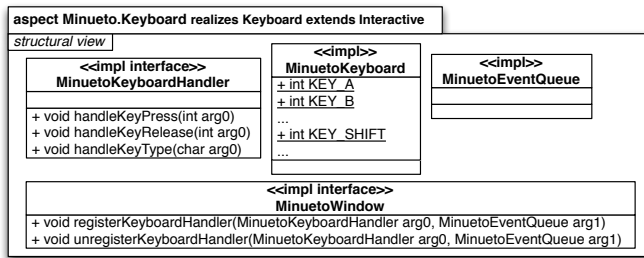 aspect Minueto.Keyboard realizes Keyboard extends Interactive
structural view
<<impl interface>>
MinuetoKeyboardHandler
+ void handleKeyPress(int arg0)
+ void handleKeyRelease(int arg0)
+ void handleKeyType(char arg0)
<<impl>>
MinuetoKeyboard
+ int KEY_A
+ int KEY_B
...
+ int KEY_SHIFT
...
<<impl>>
MinuetoEventQueue
<<impl interface>>
MinuetoWindow
+ void registerKeyboardHandler(MinuetoKeyboardHandler arg0, MinuetoEventQueue arg1)
+ void unregisterKeyboardHandler(MinuetoKeyboardHandler arg0, MinuetoEventQueue arg1)